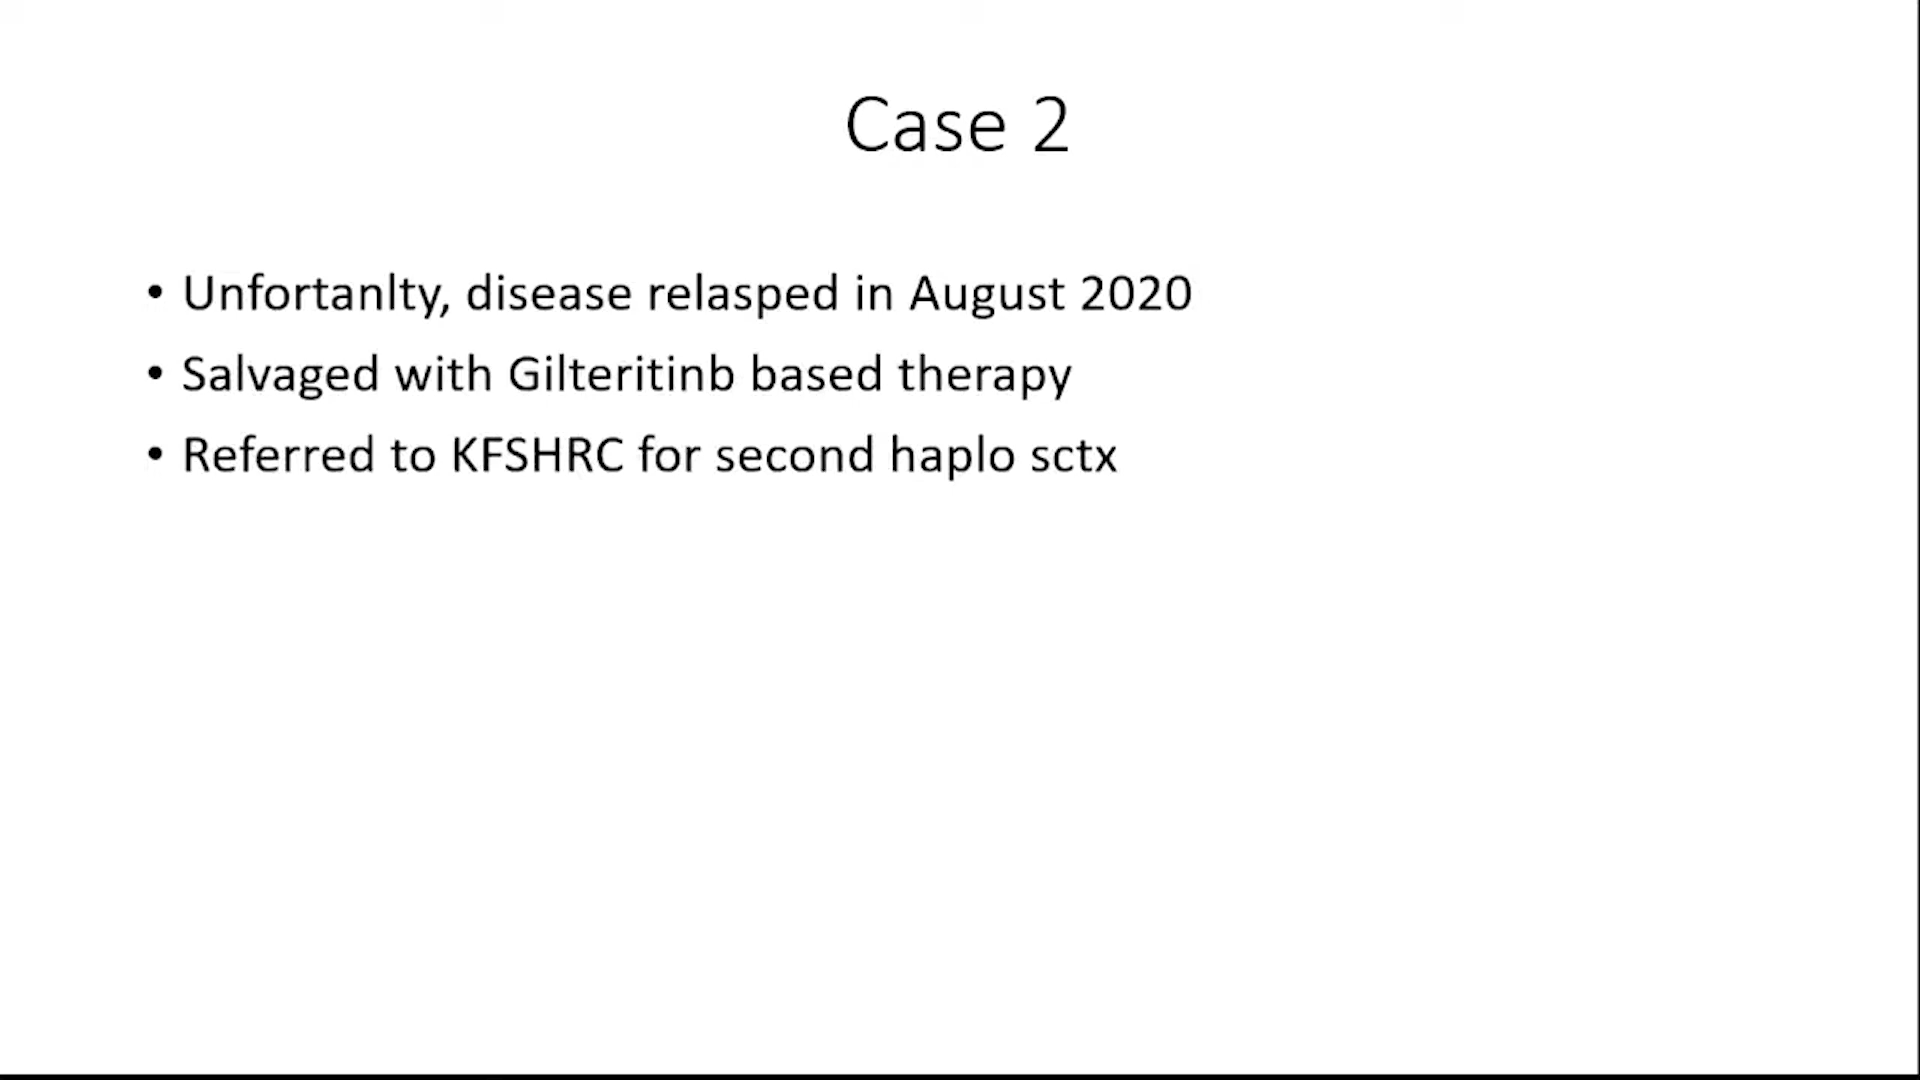 Case 2
• Unfortanlty, disease relasped in August 2020
• Salvaged with Gilteritinb based therapy
• Referred to KFSHRC for second haplo sctx